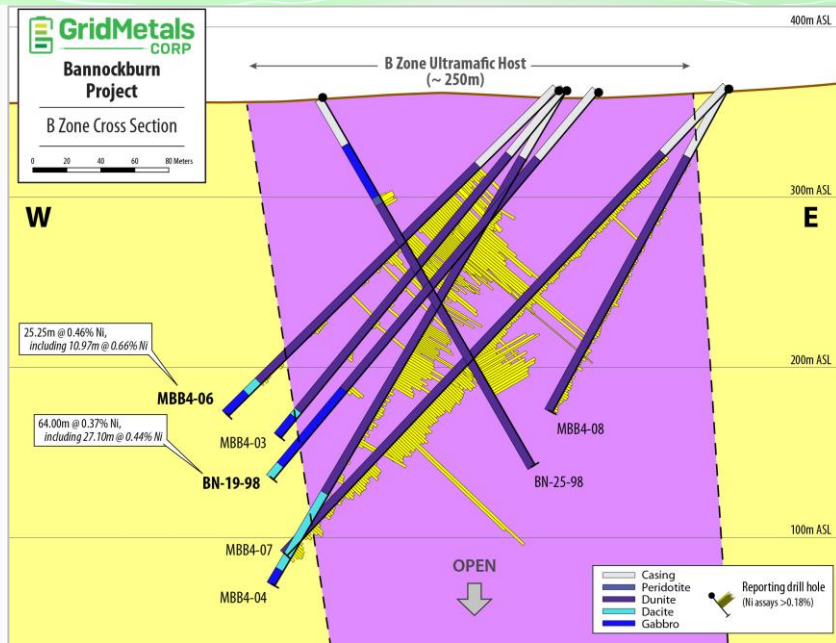 GridMetals
CORP
Bannockburn
Project
B Zone Cross Section
0 20 40 60 80 Meters
B Zone Ultramafic Host
(~ 250m)
400m ASL
300m ASL
W
E
200m ASL
25.25m @ 0.46% Ni,
including 10.97m @ 0.66% Ni
MBB4-06
MBB4-03
MBB4-08
64.00m @ 0.37% Ni,
including 27.10m @ 0.44% Ni
BN-19-98
BN-25-98
100m ASL
MBB4-07
MBB4-04
OPEN
Casing
Peridotite
Dunite
Dacite
Gabbro
Reporting drill hole
(Ni assays >0.18%)